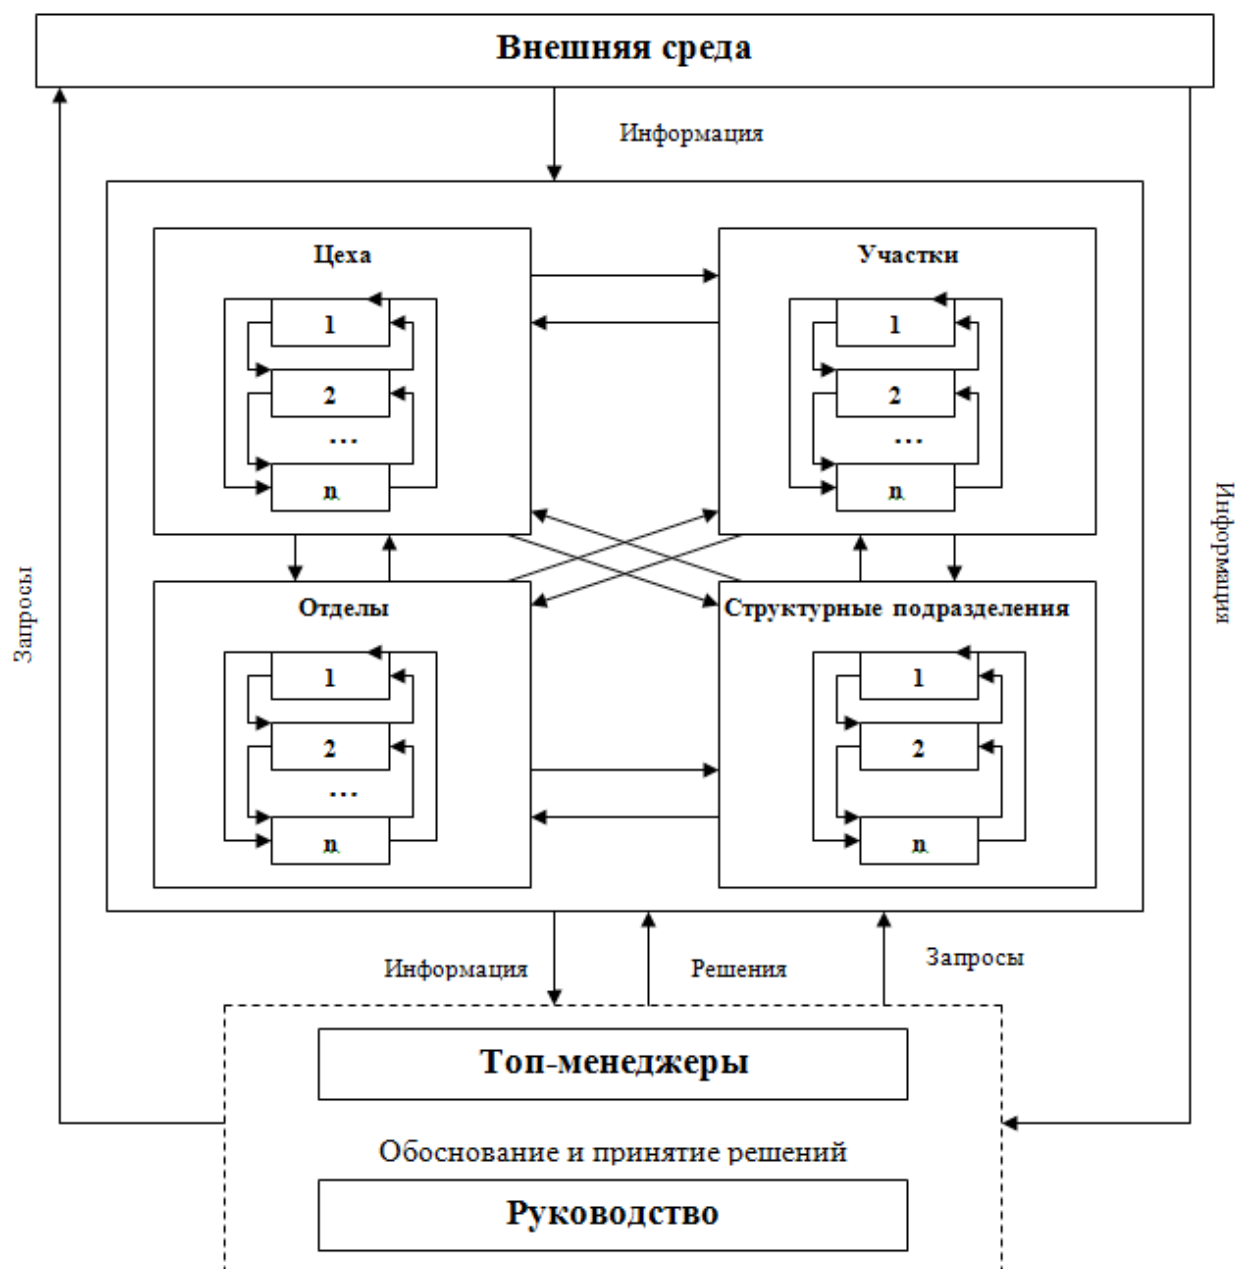 Внешняя среда
Информация
Цеха
1
2
...
n
Участки
1
2
...
n
Запросы
Информация
Отделы
1
2
...
n
Структурные подразделения
1
2
n
Информация
Решения
Запросы
Топ-менеджеры
Обоснование и принятие решений
Руководство